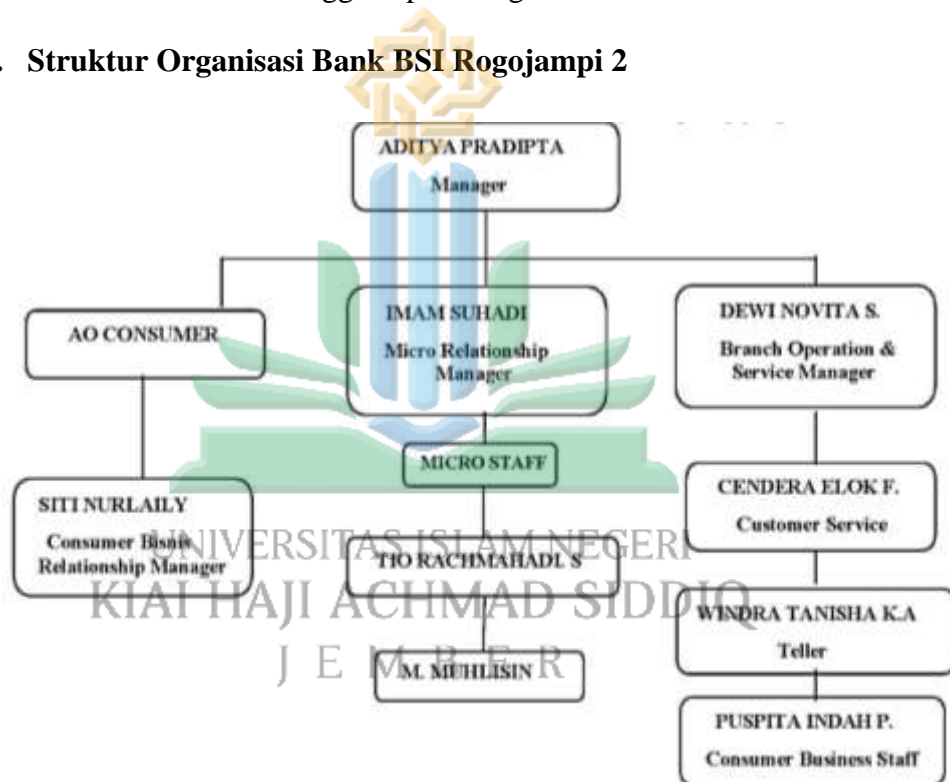 Struktur Organisasi Bank BSI Rogojampi 2
ADITYA PRADIPTA
Manager
AO CONSUMER
IMAM SUHADI
Micro Relationship
Manager
DEWI NOVITA S.
Branch Operation &
Service Manager
MICRO STAFF
SITI NURLAILY
Consumer Bisnis
Relationship Manager
CENDERA ELOK F.
Customer Service
TIO RACHMAHADI. S
WINDRA TANISHA K.A
Teller
M. MUHLISIN
PUSPITA INDAH P.
Consumer Business Staff
UNIVERSITAS ISLAM NEGERI
KIAI HAJI ACHMAD SIDDIQ
JEMBER